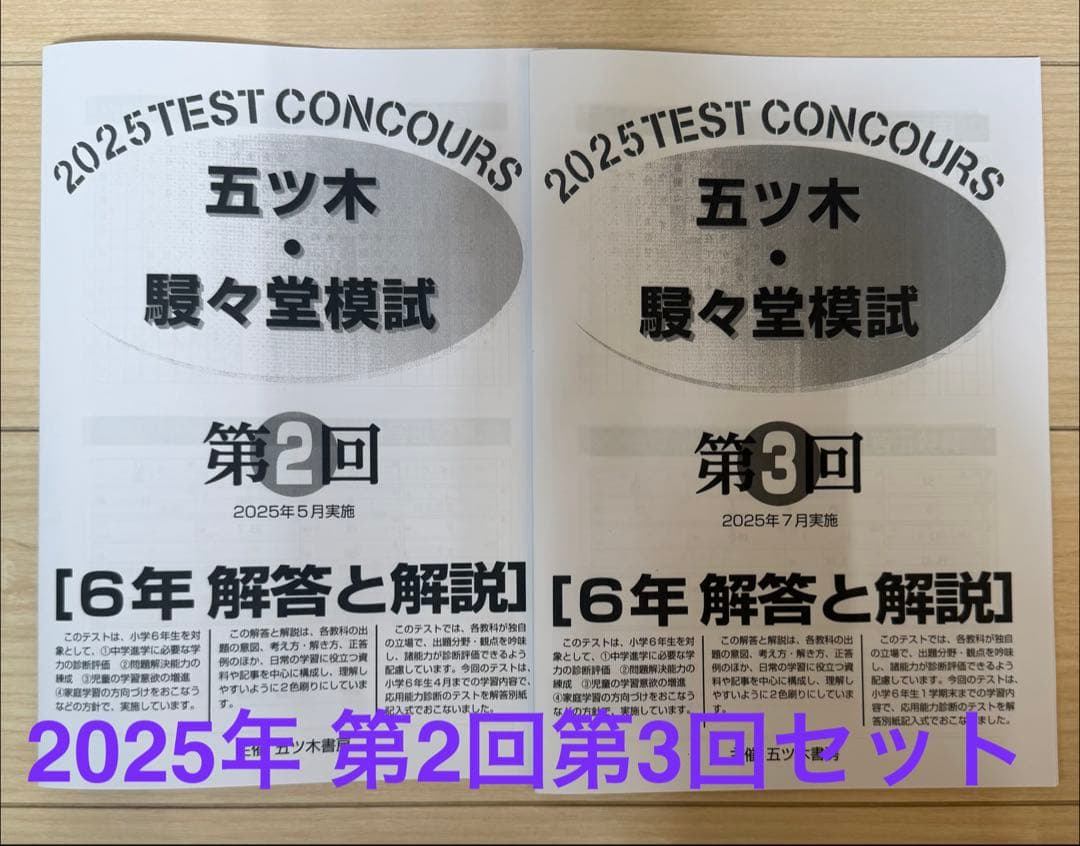 2025TEST CONCOURS
五ツ木
・
駸々堂模試
第2回
2025年5月実施
[6年 解答と解説]
このテストは、小学6年生を対
象として、①中学進学に必要な学
力の診断評価 ②問題解決能力の
練成 ③児童の学習意欲の増進
④家庭学習の方向づけをおこなう
などの方針で、実施しています。
この解答と解説は、各教科の出
題の意図、考え方・解き方、正答
例のほか、日常の学習に役立つ資
料や記事を中心に構成し、理解し
やすいように2色刷りにしていま
す。
このテストでは、各教科が独自
の立場で、出題分野・観点を吟味
し、諸能力が診断評価できるよう
配慮しています。今回のテストは、
小学6年生4月までの学習内容で、
応用能力診断のテストを解答別紙
記入式でおこないました。
主催 五ツ木書房
2025TEST CONCOURS
五ツ木
・
駸々堂模試
第3回
2025年7月実施
[6年 解答と解説]
このテストは、小学6年生を対
象として、①中学進学に必要な学
力の診断評価 ②問題解決能力の
練成 ③児童の学習意欲の増進
④家庭学習の方向づけをおこなう
などの方針で、実施しています。
この解答と解説は、各教科の出
題の意図、考え方・解き方、正答
例のほか、日常の学習に役立つ資
料や記事を中心に構成し、理解し
やすいように2色刷りにしていま
す。
このテストでは、各教科が独自
の立場で、出題分野・観点を吟味
し、諸能力が診断評価できるよう
配慮しています。今回のテストは、
小学6年生1学期末までの学習内
容で、応用能力診断のテストを解
答別紙記入式でおこないました。
主催 五ツ木書房
2025年 第2回第3回セット